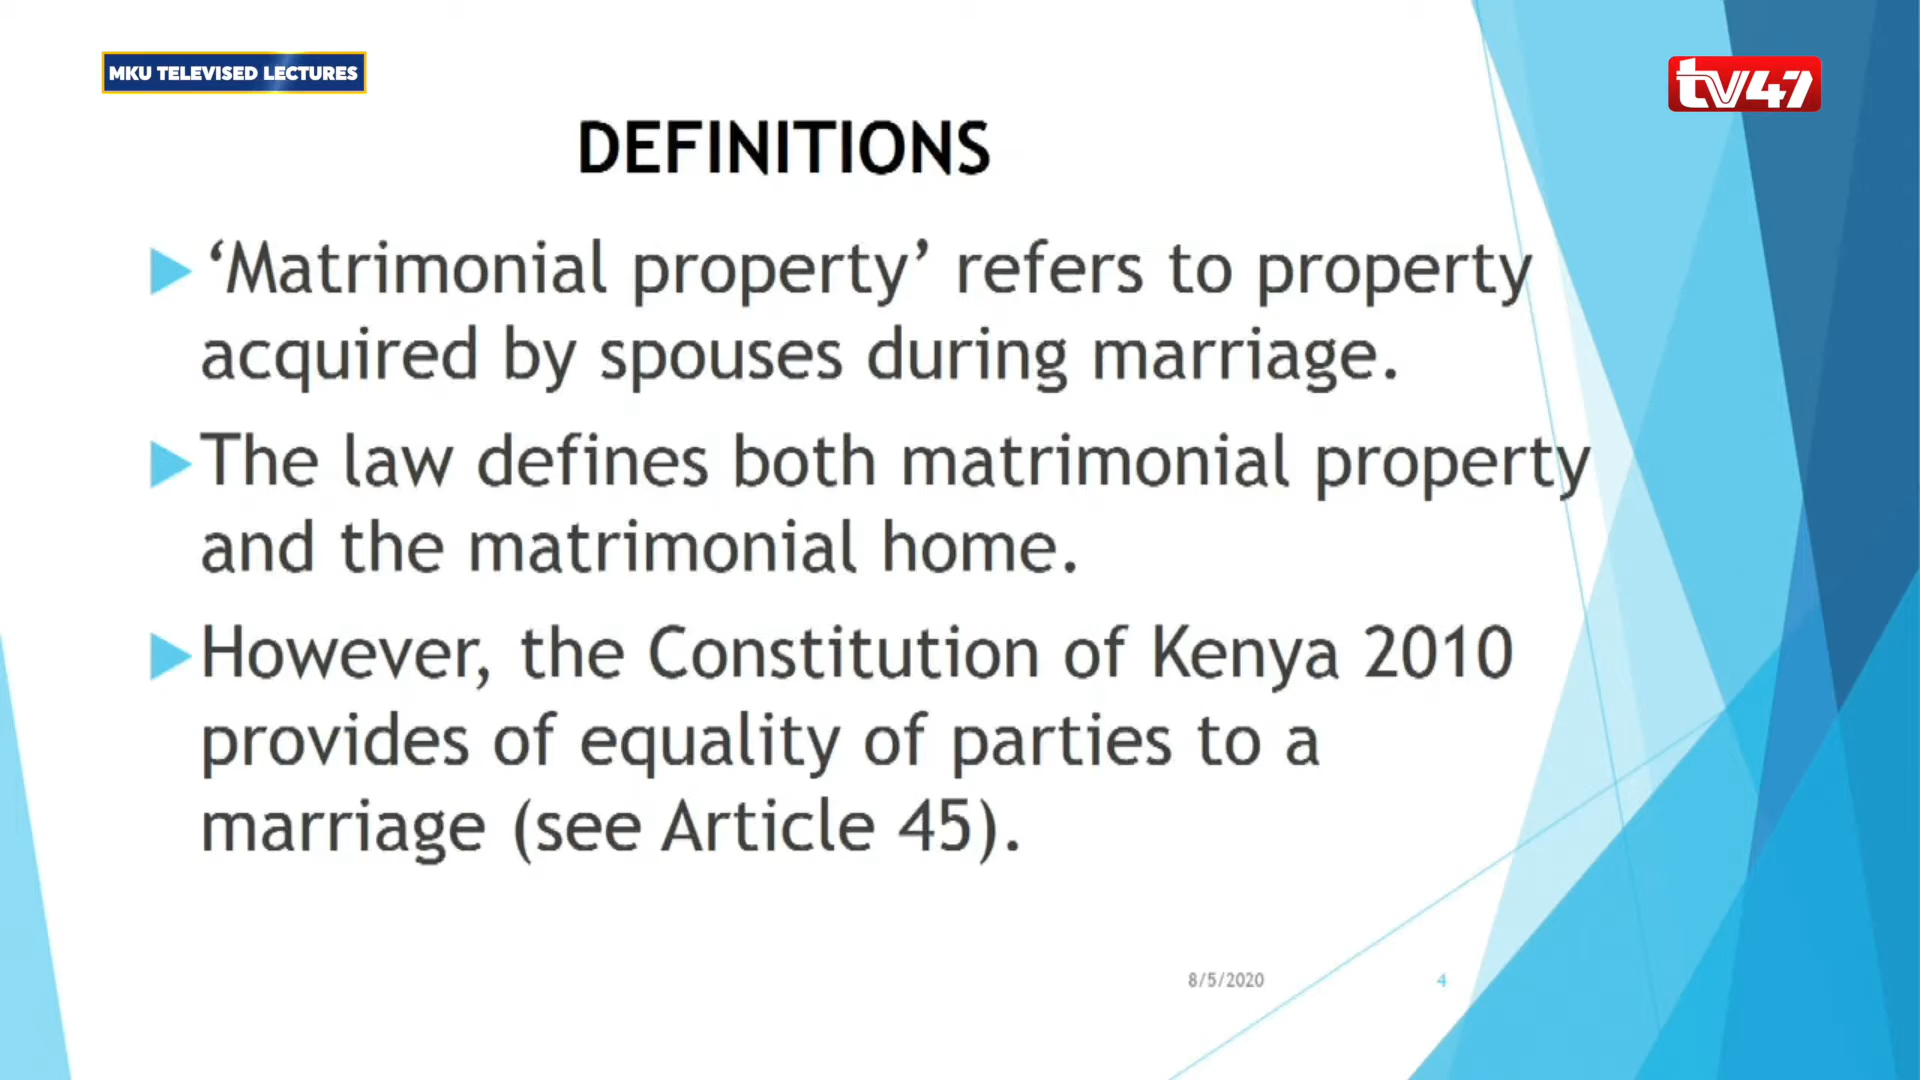 MKU TELEVISED LECTURES
tv47
DEFINITIONS
‘Matrimonial property’ refers to property
acquired by spouses during marriage.
The law defines both matrimonial property
and the matrimonial home.
However, the Constitution of Kenya 2010
provides of equality of parties to a
marriage (see Article 45).
8/5/2020
4